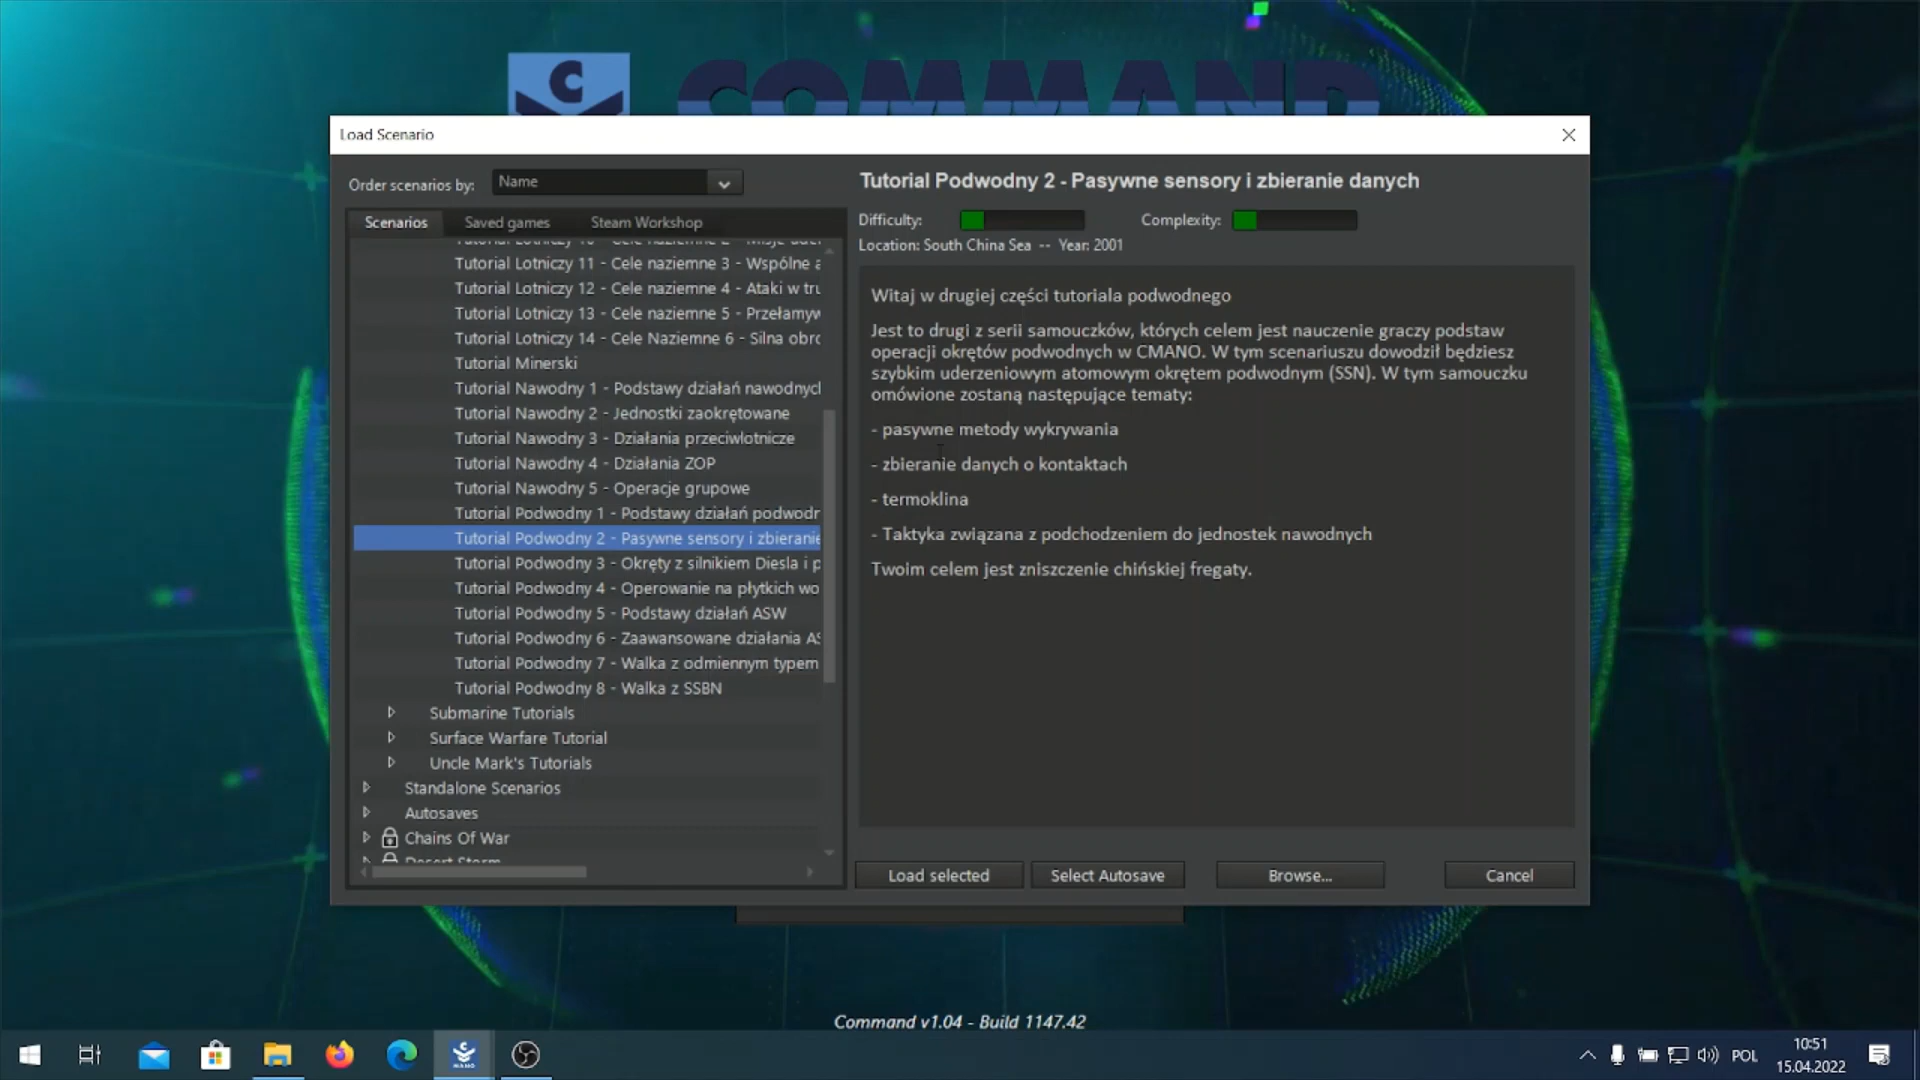 C
COMMAND
Load Scenario
Order scenarios by:
Name
Scenarios
Saved games
Steam Workshop
Tutorial Lotniczy 11 - Cele naziemne 3 - Wspólne a
Tutorial Lotniczy 12 - Cele naziemne 4 - Ataki w tru
Tutorial Lotniczy 13 - Cele naziemne 5 - Przełamyw
Tutorial Lotniczy 14 - Cele Naziemne 6 - Silna obro
Tutorial Minerski
Tutorial Nawodny 1 - Podstawy działań nawodnych
Tutorial Nawodny 2 - Jednostki zaokrętowane
Tutorial Nawodny 3 - Działania przeciwlotnicze
Tutorial Nawodny 4 - Działania ZOP
Tutorial Nawodny 5 - Operacje grupowe
Tutorial Podwodny 1 - Podstawy działań podwodn
Tutorial Podwodny 2 - Pasywne sensory i zbieranie
Tutorial Podwodny 3 - Okręty z silnikiem Diesla i p
Tutorial Podwodny 4 - Operowanie na płytkich wo
Tutorial Podwodny 5 - Podstawy działań ASW
Tutorial Podwodny 6 - Zaawansowane działania AS
Tutorial Podwodny 7 - Walka z odmiennym typem
Tutorial Podwodny 8 - Walka z SSBN
Submarine Tutorials
Surface Warfare Tutorial
Uncle Mark's Tutorials
Standalone Scenarios
Autosaves
Chains Of War
Desert Storm
Tutorial Podwodny 2 - Pasywne sensory i zbieranie danych
Difficulty:
Complexity:
Location: South China Sea -- Year: 2001
Witaj w drugiej części tutoriala podwodnego
Jest to drugi z serii samouczków, których celem jest nauczenie graczy podstaw
operacji okrętów podwodnych w CMANO. W tym scenariuszu dowodził będziesz
szybkim uderzeniowym atomowym okrętem podwodnym (SSN). W tym samouczku
omówione zostaną następujące tematy:
- pasywne metody wykrywania
- zbieranie danych o kontaktach
- termoklina
- Taktyka związana z podchodzeniem do jednostek nawodnych
Twoim celem jest zniszczenie chińskiej fregaty.
Load selected
Select Autosave
Browse...
Cancel
Command v1.04 - Build 1147.42
POL
10:51
15.04.2022